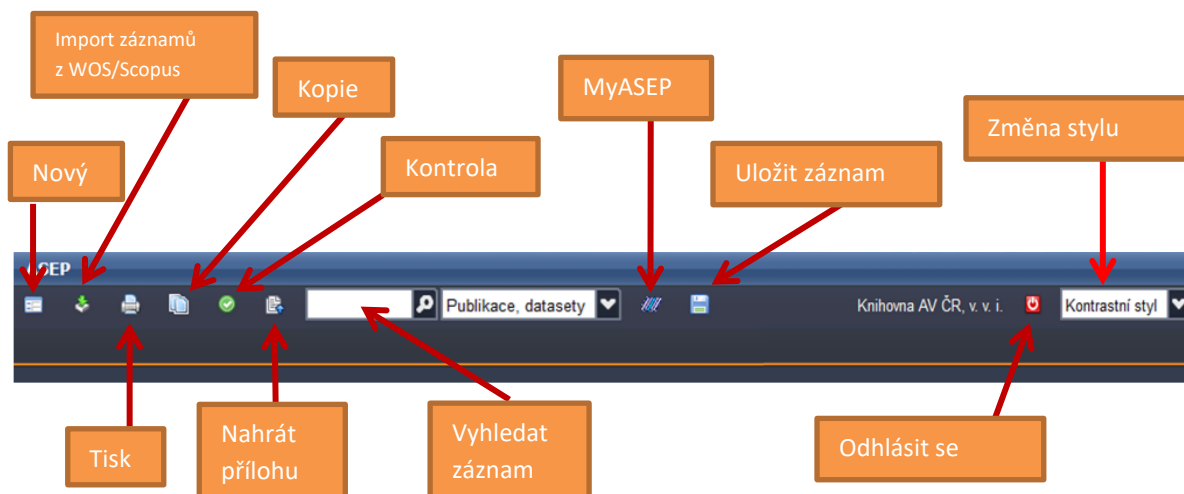 Import záznamů
z WOS/Scopus
Kopie
MyASEP
Změna stylu
Nový
Kontrola
Uložit záznam
ASEP
Publikace, datasety
Knihovna AV ČR, v. v. i.
Kontrastní styl
Tisk
Nahrát
přílohu
Vyhledat
záznam
Odhlásit se